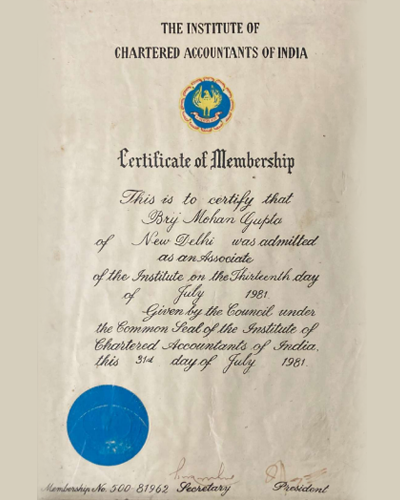 THE INSTITUTE OF
CHARTERED ACCOUNTANTS OF INDIA
Certificate of Membership
This is to certify that
Brij Mohan Gupta
of New Delhi was admitted
as an Associate
of the Institute on the Thirteenth day
of July 1981.
Given by the Council under
the Common Seal of the Institute of
Chartered Accountants of India,
this 31st day of July 1981.
Membership No. 500-81962 Secretary President